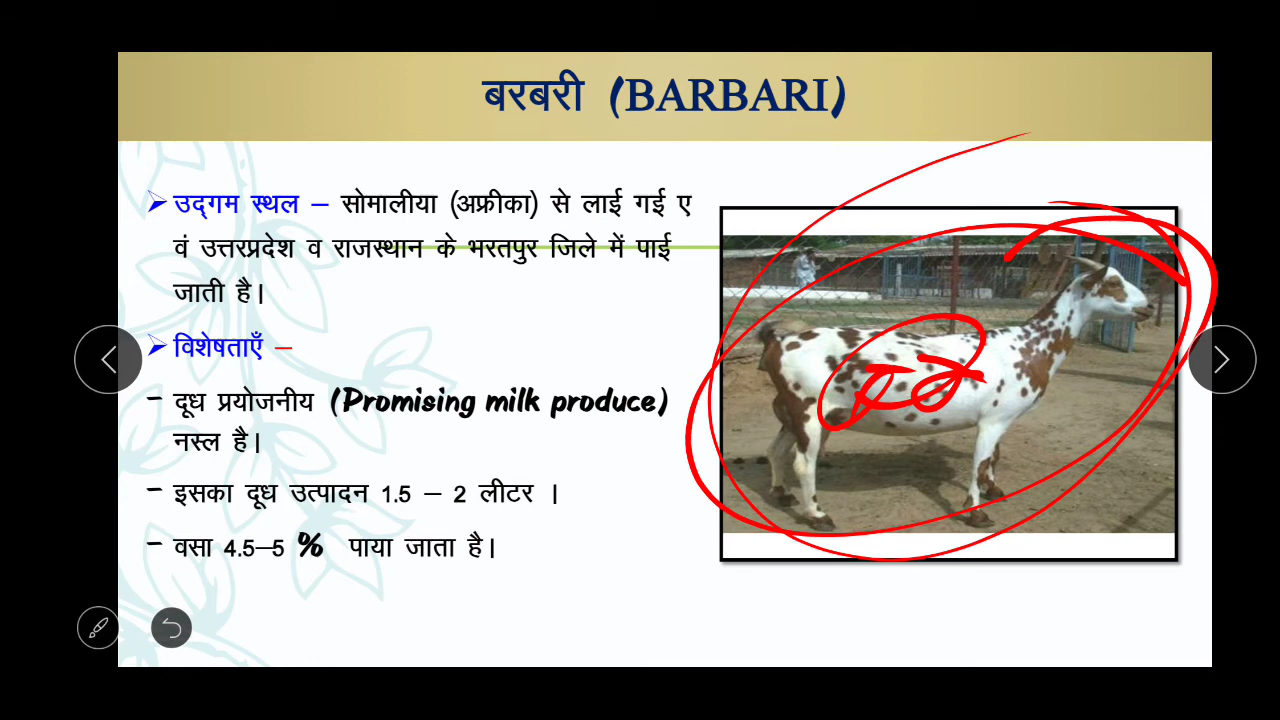 बरबरी (BARBARI)
उद्गम स्थल – सोमालीया (अफ्रीका) से लाई गई ए
वं उत्तरप्रदेश व राजस्थान के भरतपुर जिले में पाई
जाती है।
विशेषताएँ –
– दूध प्रयोजनीय (Promising milk produce)
नस्ल है।
– इसका दूध उत्पादन 1.5 – 2 लीटर ।
– वसा 4.5–5 % पाया जाता है।